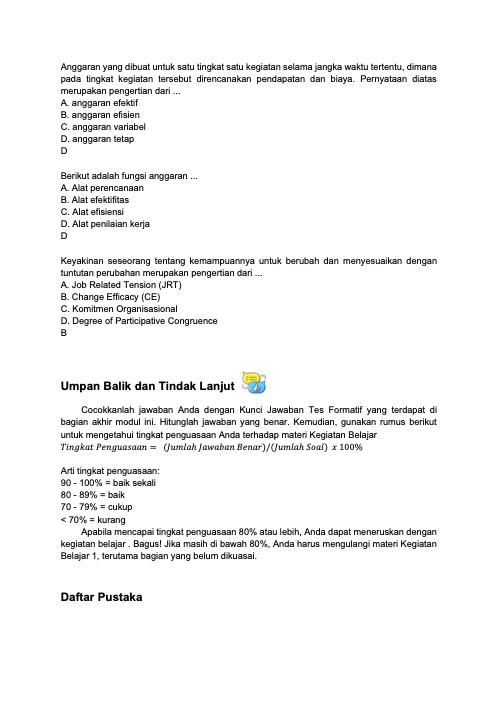 Anggaran yang dibuat untuk satu tingkat satu kegiatan selama jangka waktu tertentu, dimana
pada tingkat kegiatan tersebut direncanakan pendapatan dan biaya. Pernyataan diatas
merupakan pengertian dari ...
A. anggaran efektif
B. anggaran efisien
C. anggaran variabel
D. anggaran tetap
D
Berikut adalah fungsi anggaran ...
A. Alat perencanaan
B. Alat efektifitas
C. Alat efisiensi
D. Alat penilaian kerja
D
Keyakinan seseorang tentang kemampuannya untuk berubah dan menyesuaikan dengan
tuntutan perubahan merupakan pengertian dari ...
A. Job Related Tension (JRT)
B. Change Efficacy (CE)
C. Komitmen Organisasional
D. Degree of Participative Congruence
B
Umpan Balik dan Tindak Lanjut
Cocokkanlah jawaban Anda dengan Kunci Jawaban Tes Formatif yang terdapat di
bagian akhir modul ini. Hitunglah jawaban yang benar. Kemudian, gunakan rumus berikut
untuk mengetahui tingkat penguasaan Anda terhadap materi Kegiatan Belajar
Tingkat Penguasaan = (Jumlah Jawaban Benar)/(Jumlah Soal) x 100%
Arti tingkat penguasaan:
90 - 100% = baik sekali
80 - 89% = baik
70 - 79% = cukup
< 70% = kurang
Apabila mencapai tingkat penguasaan 80% atau lebih, Anda dapat meneruskan dengan
kegiatan belajar . Bagus! Jika masih di bawah 80%, Anda harus mengulangi materi Kegiatan
Belajar 1, terutama bagian yang belum dikuasai.
Daftar Pustaka